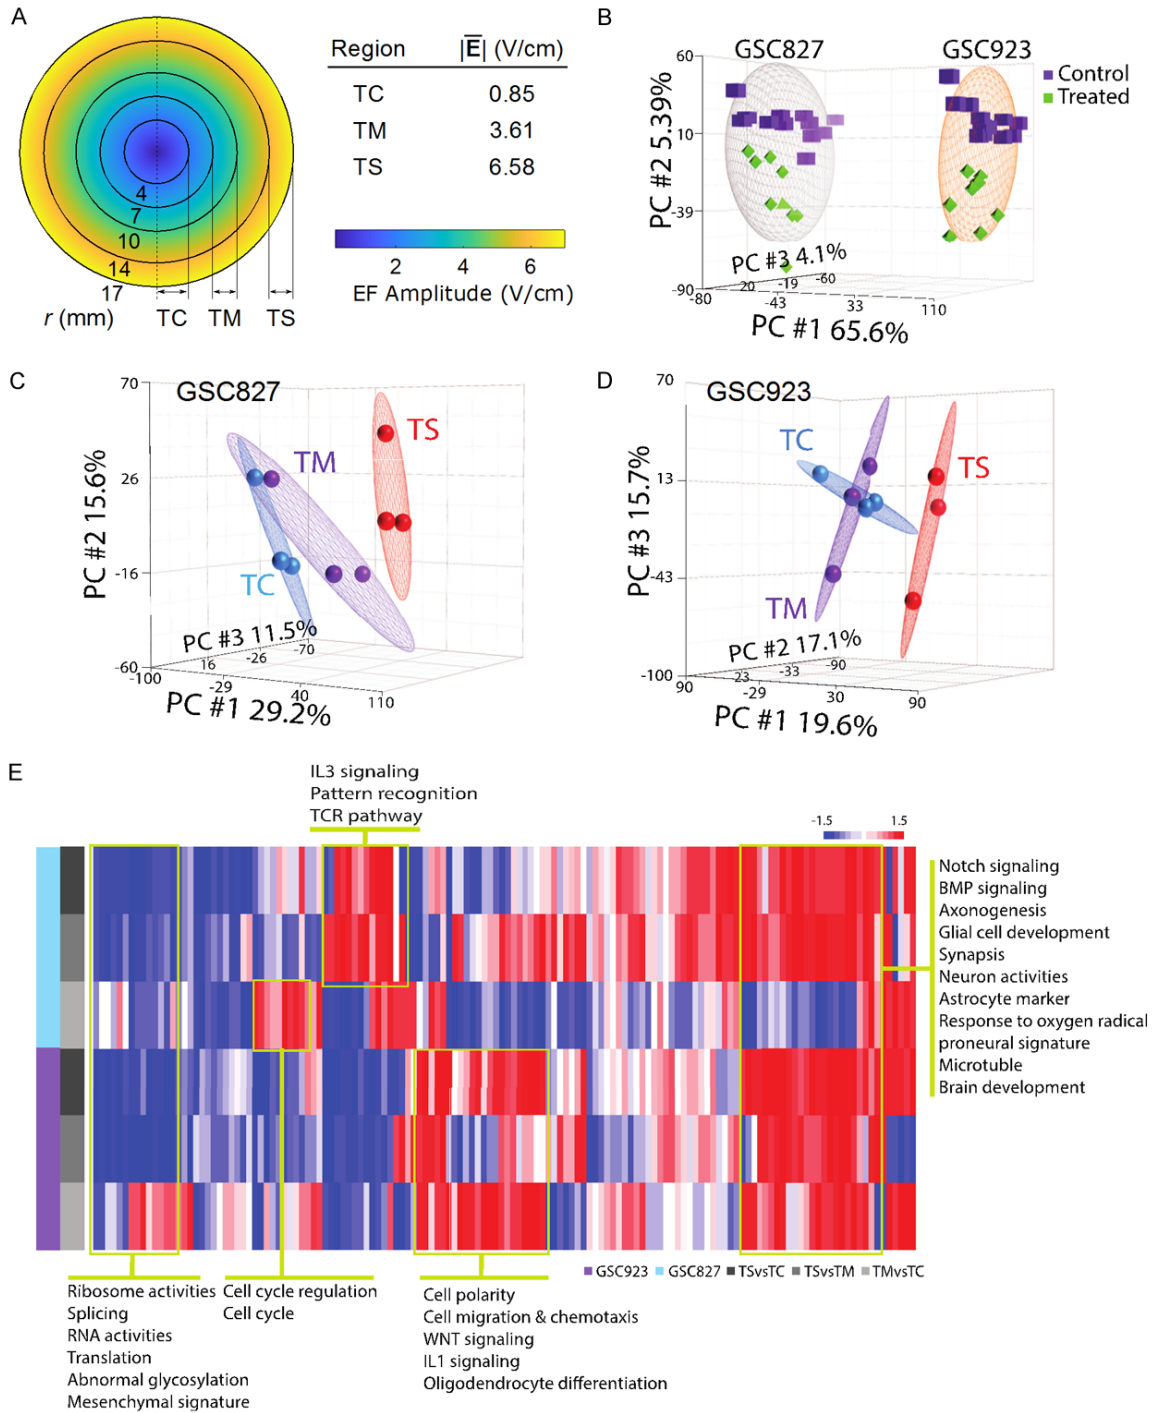 A
Region |E̅| (V/cm)
TC 0.85
TM 3.61
TS 6.58
4
7
10
14
17
r (mm) TC TM TS
2 4 6
EF Amplitude (V/cm)
B
GSC827 GSC923
Control
Treated
60
10
-39
-90
PC #2 5.39%
PC #3 4.1%
20 -19 -60
-80 -43 33 110
PC #1 65.6%
C
GSC827
70
26
-16
-60
PC #2 15.6%
TS
TM
TC
PC #3 11.5%
16 -26 -70
-100 -29 40 110
PC #1 29.2%
D
GSC923
70
13
-43
-100
PC #3 15.7%
TC
TS
TM
PC #2 17.1%
23 -33 -90
90 -29 30 90
PC #1 19.6%
E
IL3 signaling
Pattern recognition
TCR pathway
-1.5 1.5
Notch signaling
BMP signaling
Axonogenesis
Glial cell development
Synapsis
Neuron activities
Astrocyte marker
Response to oxygen radical
proneural signature
Microtuble
Brain development
GSC923 GSC827 TSvsTC TSvsTM TMvsTC
Ribosome activities
Splicing
RNA activities
Translation
Abnormal glycosylation
Mesenchymal signature
Cell cycle regulation
Cell cycle
Cell polarity
Cell migration & chemotaxis
WNT signaling
IL1 signaling
Oligodendrocyte differentiation